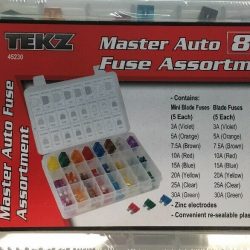 TEKZ
45230
Master Auto 8
Fuse Assortment
Master Auto Fuse
Assortment
- Contains:
Mini Blade Fuses Blade Fuses
(5 Each) (5 Each)
3A (Violet) 3A (Violet)
5A (Orange) 5A (Orange)
7.5A (Brown) 7.5A (Brown)
10A (Red) 10A (Red)
15A (Blue) 15A (Blue)
20A (Yellow) 20A (Yellow)
25A (Clear) 25A (Clear)
30A (Green) 30A (Green)
- Zinc electrodes
- Convenient re-sealable plas